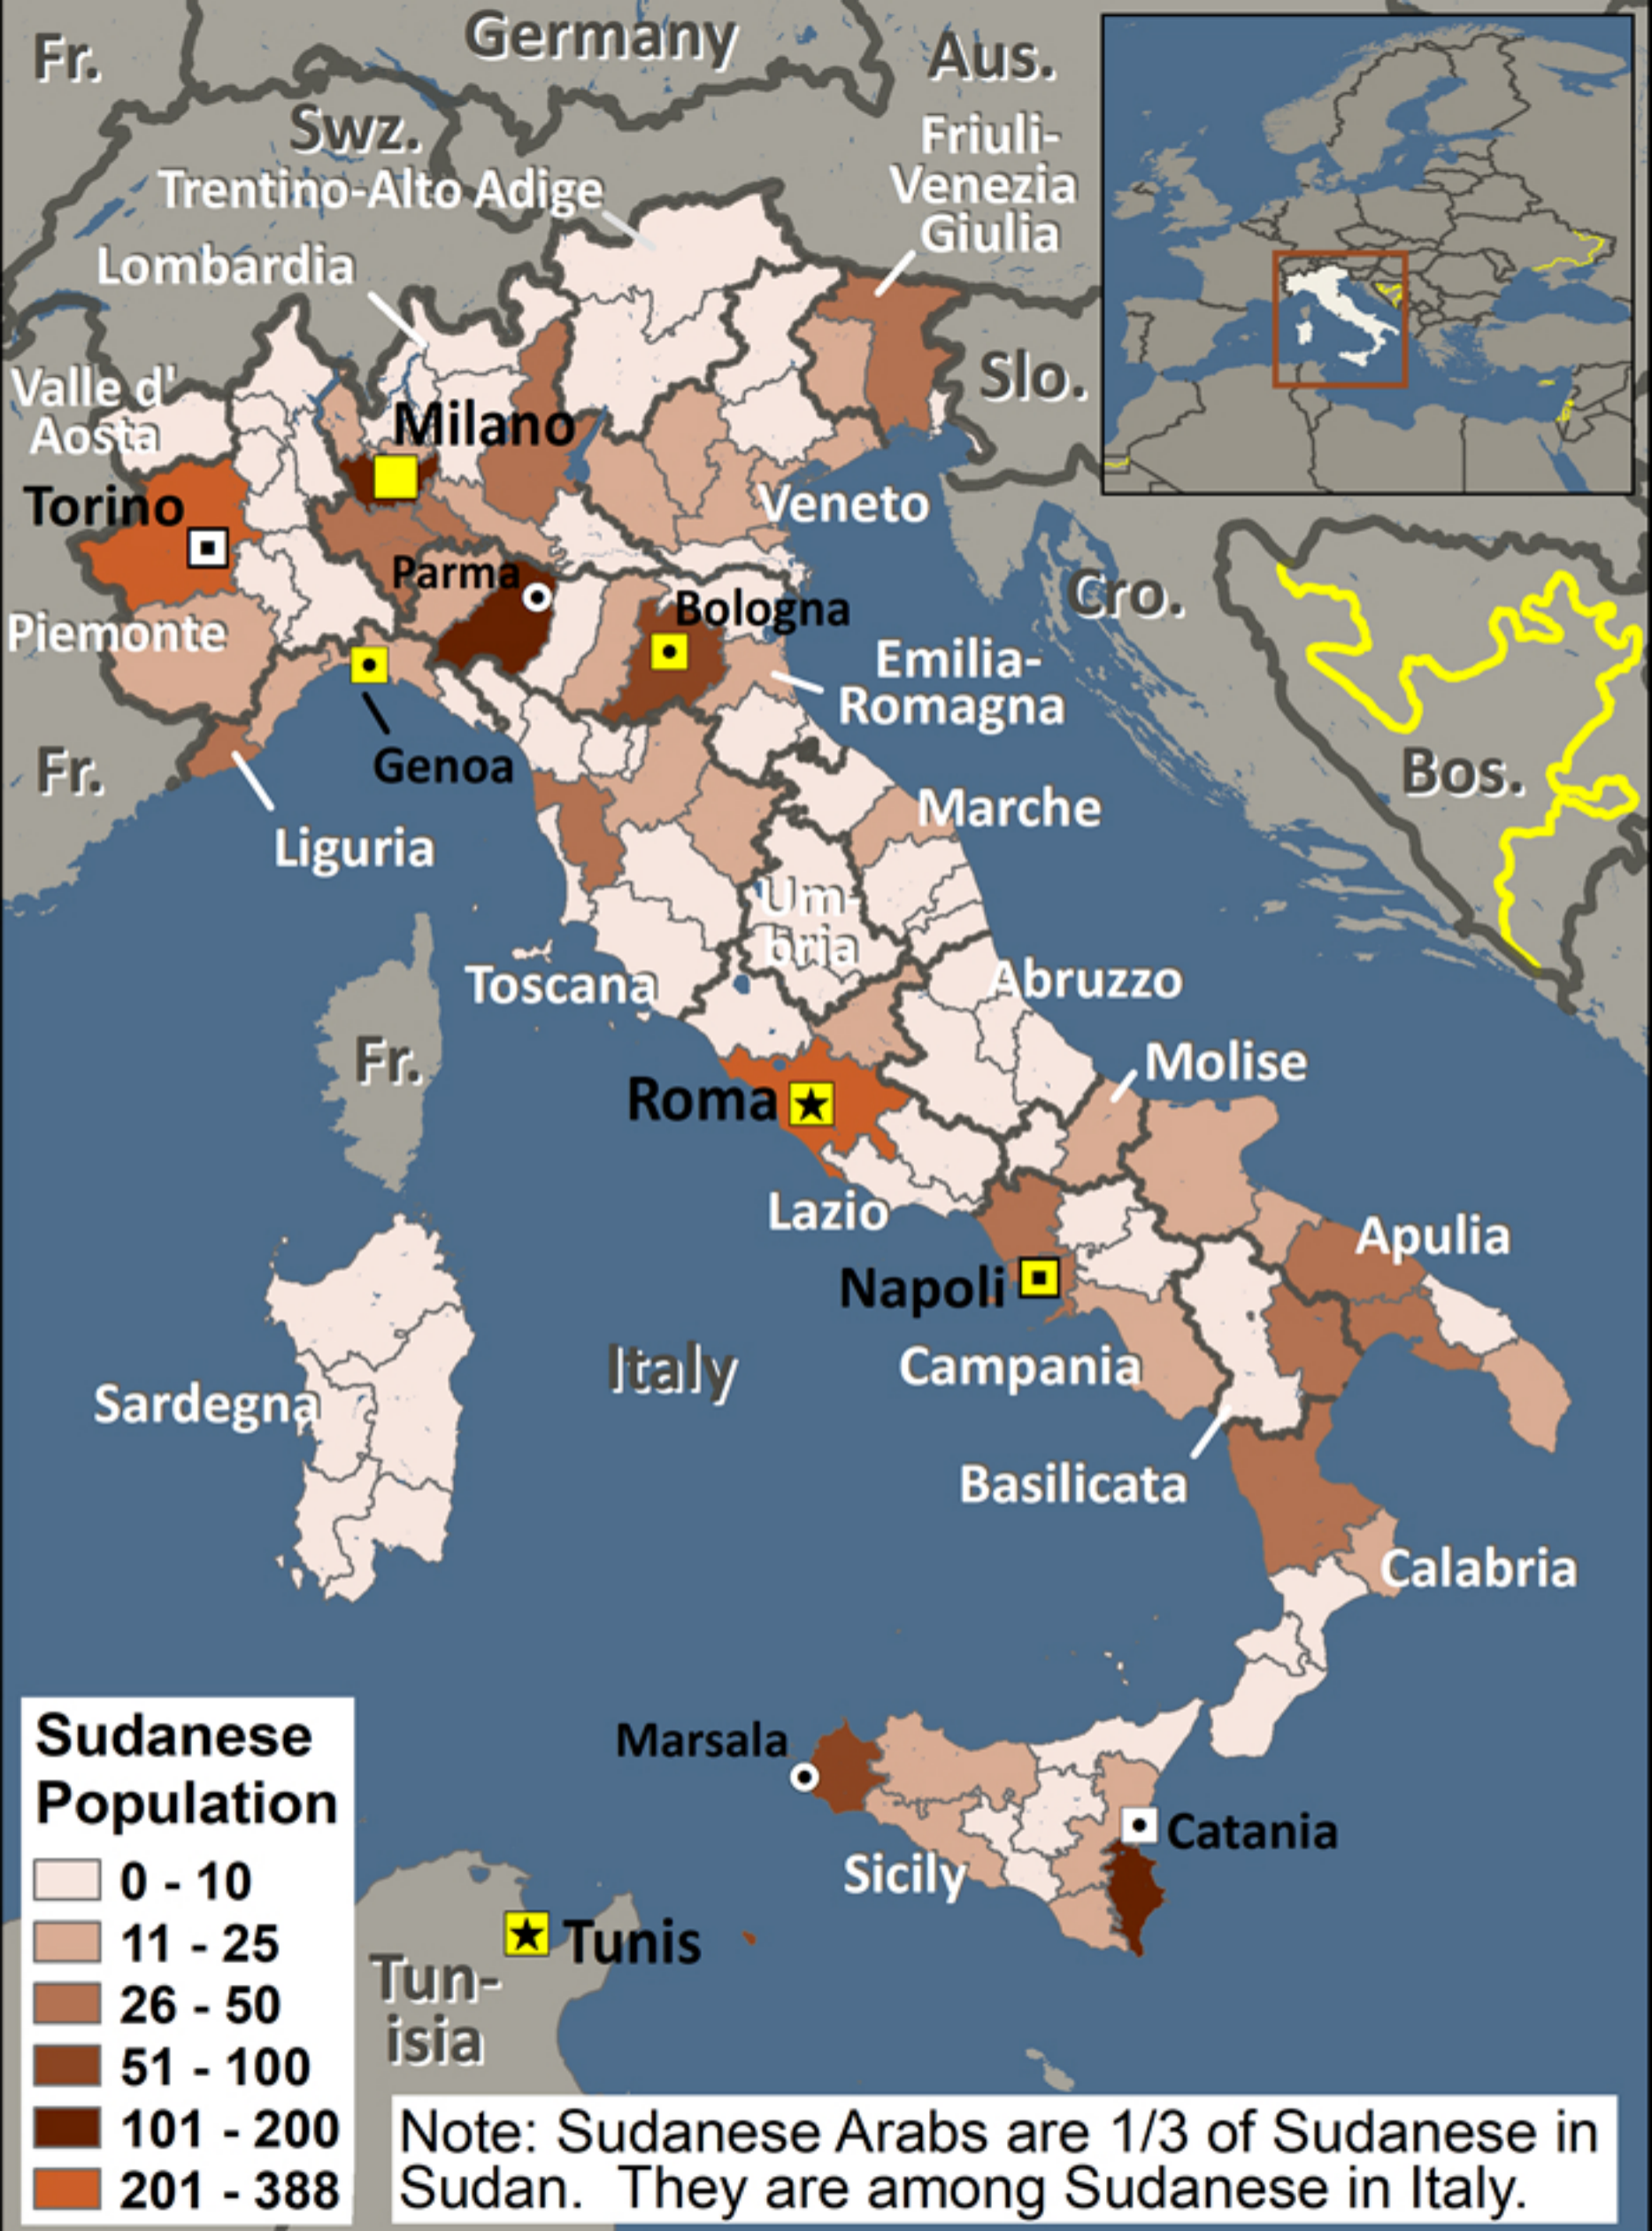 Fr.
Germany
Aus.
Swz.
Friuli-
Venezia
Giulia
Trentino-Alto Adige
Lombardia
Valle d'
Aosta
Slo.
Milano
Torino
Veneto
Parma
Bologna
Cro.
Piemonte
Emilia-
Romagna
Genoa
Fr.
Bos.
Marche
Liguria
Um-
bria
Toscana
Abruzzo
Fr.
Molise
Roma
Lazio
Apulia
Napoli
Italy
Campania
Sardegna
Basilicata
Calabria
Marsala
Catania
Sicily
Tunis
Tun-
isia
Sudanese
Population
0 - 10
11 - 25
26 - 50
51 - 100
101 - 200
201 - 388
Note: Sudanese Arabs are 1/3 of Sudanese in
Sudan. They are among Sudanese in Italy.